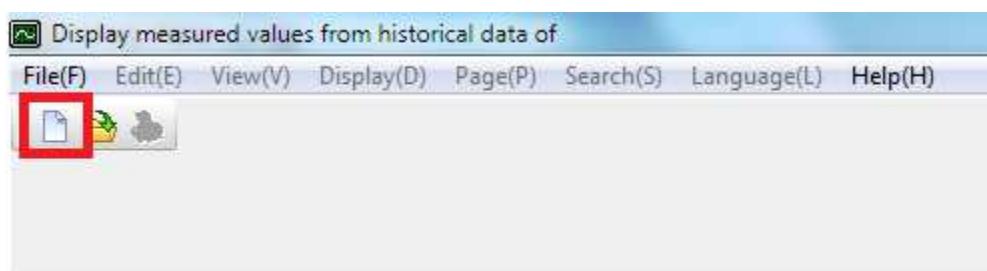 Display measured values from historical data of
File(F) Edit(E) View(V) Display(D) Page(P) Search(S) Language(L) Help(H)